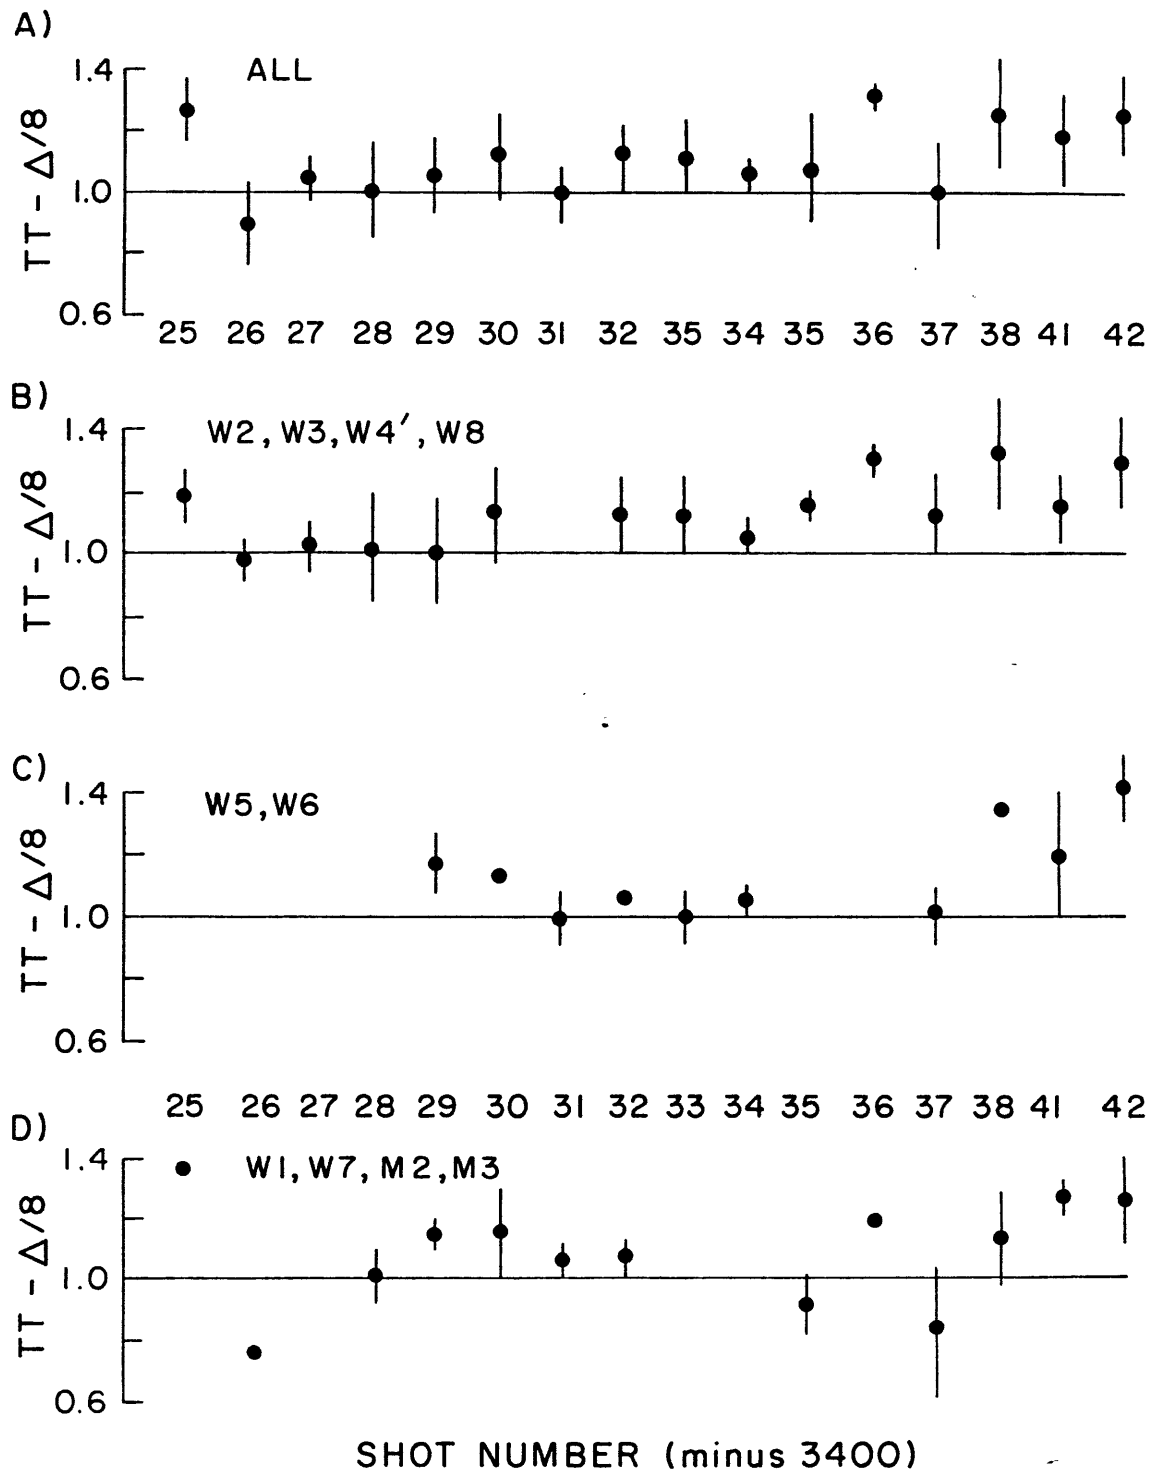 A)
ALL
TT - Δ/8
1.4
1.0
0.6
25 26 27 28 29 30 31 32 35 34 35 36 37 38 41 42
B)
W2, W3, W4′, W8
TT - Δ/8
1.4
1.0
0.6
C)
W5, W6
TT - Δ/8
1.4
1.0
0.6
25 26 27 28 29 30 31 32 33 34 35 36 37 38 41 42
D)
W1, W7, M2, M3
TT - Δ/8
1.4
1.0
0.6
SHOT NUMBER (minus 3400)